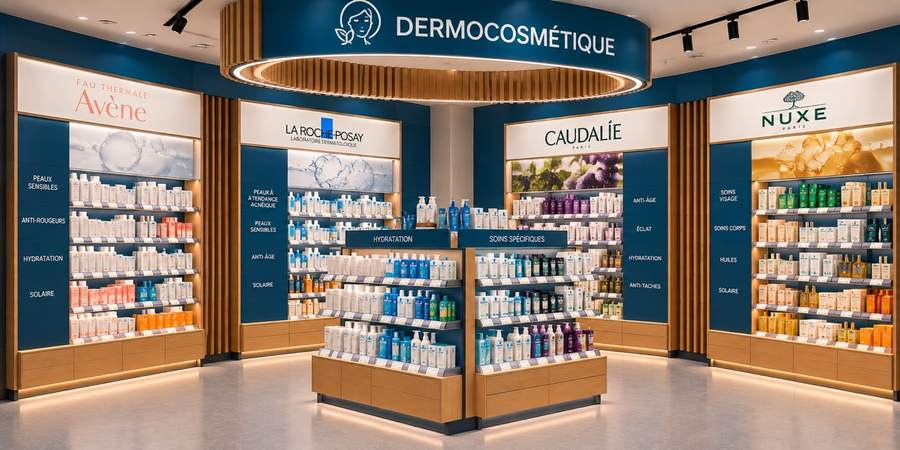 DERMOCOSMÉTIQUE
EAU THERMALE
Avène
PEAUX
SENSIBLES
ANTI-ROUGEURS
HYDRATATION
SOLAIRE
LA ROCHE-POSAY
LABORATOIRE DERMATOLOGIQUE
PEAUX À
TENDANCE
ACNÉIQUE
PEAUX
SENSIBLES
ANTI-ÂGE
SOLAIRE
HYDRATATION
SOINS SPÉCIFIQUES
CAUDALÍE
PARIS
ANTI-ÂGE
ÉCLAT
HYDRATATION
ANTI-TACHES
NUXE
PARIS
SOINS
VISAGE
SOINS CORPS
HUILES
SOLAIRE